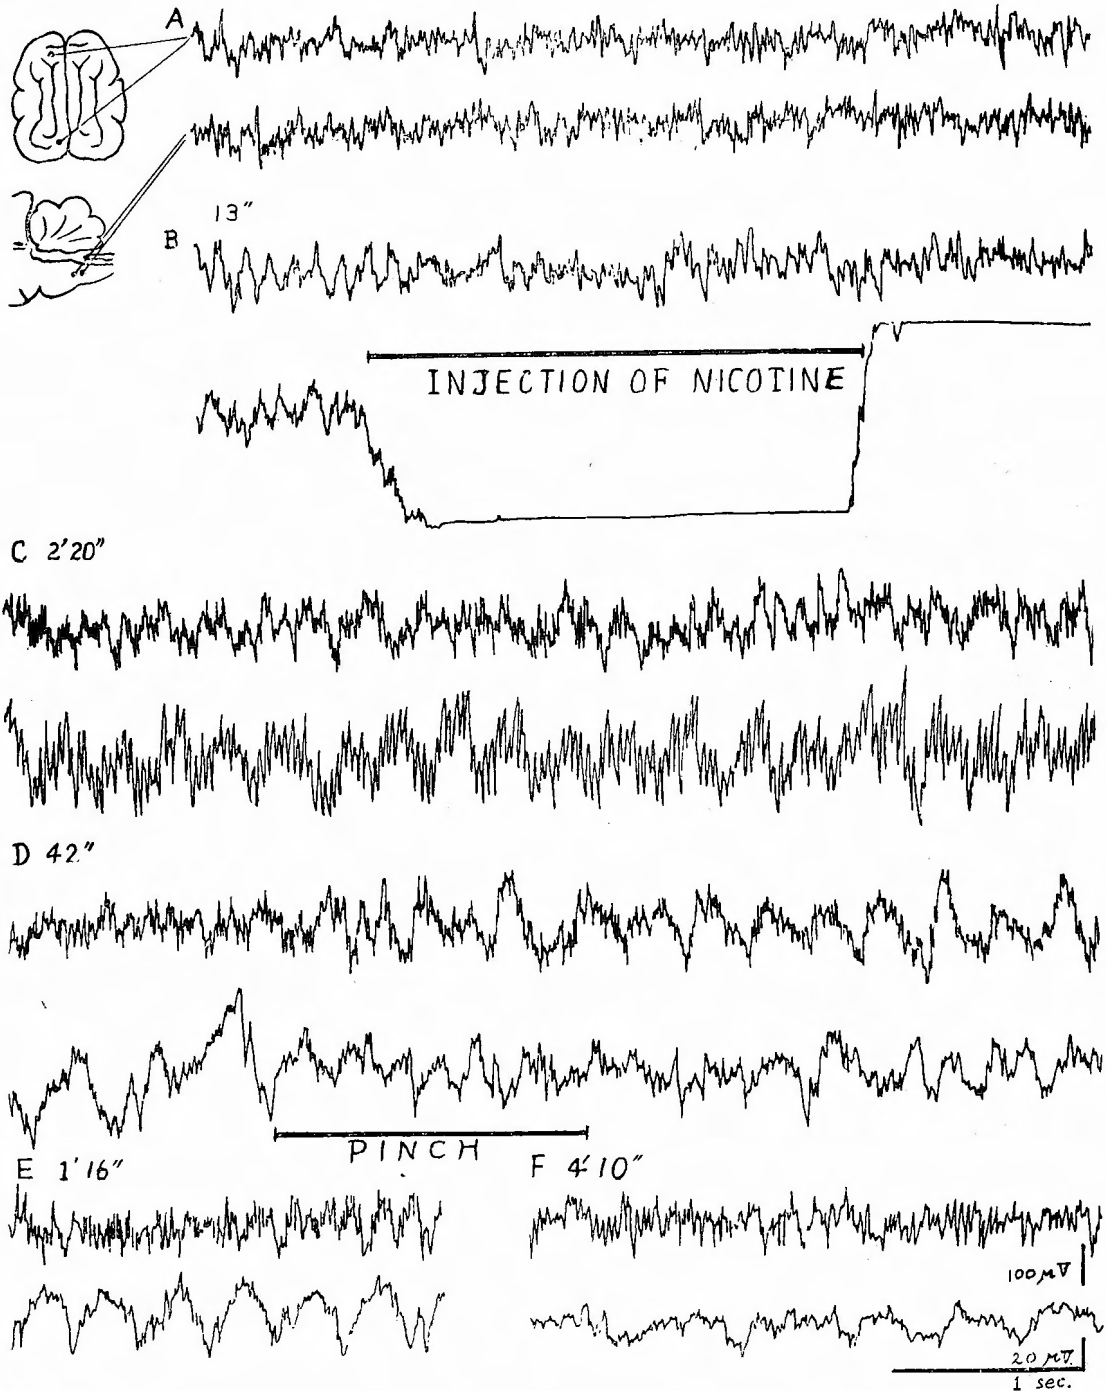 A
13"
B
INJECTION OF NICOTINE
C 2'20"
D 42"
PINCH
E 1'16"
F 4'10"
100 μV
20 μV.
1 sec.